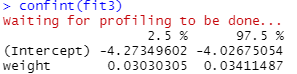 > confint(fit3)
Waiting for profiling to be done...
2.5 % 97.5 %
(Intercept) -4.27349602 -4.02675054
weight 0.03030305 0.03411487